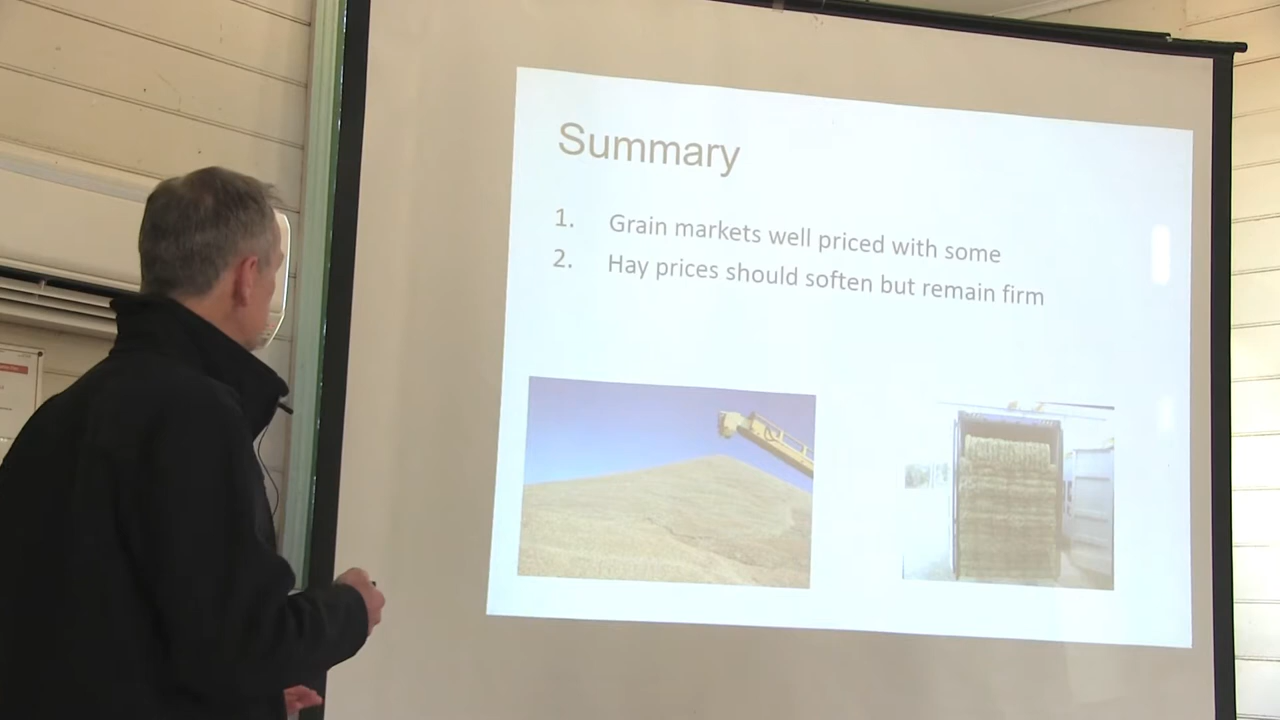 Summary
1. Grain markets well priced with some
2. Hay prices should soften but remain firm